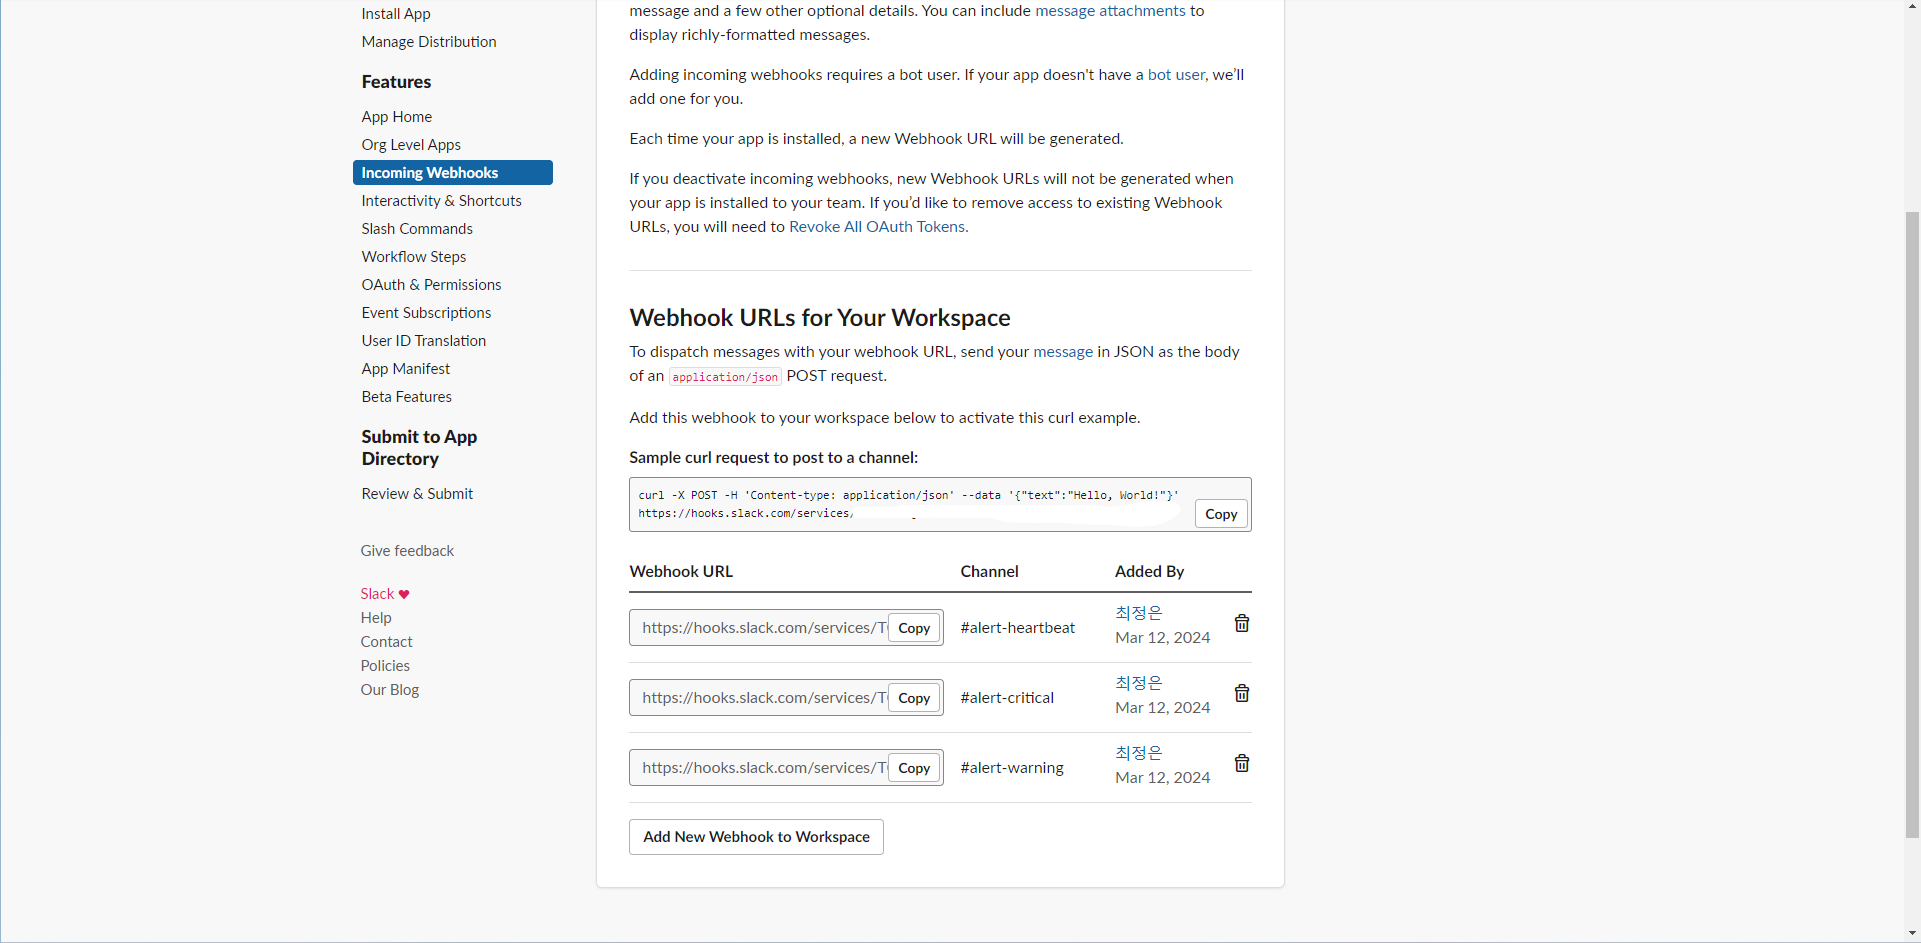 Install App
Manage Distribution
Features
App Home
Org Level Apps
Incoming Webhooks
Interactivity & Shortcuts
Slash Commands
Workflow Steps
OAuth & Permissions
Event Subscriptions
User ID Translation
App Manifest
Beta Features
Submit to App
Directory
Review & Submit
Give feedback
Slack ♥
Help
Contact
Policies
Our Blog
message and a few other optional details. You can include message attachments to
display richly-formatted messages.
Adding incoming webhooks requires a bot user. If your app doesn't have a bot user, we’ll
add one for you.
Each time your app is installed, a new Webhook URL will be generated.
If you deactivate incoming webhooks, new Webhook URLs will not be generated when
your app is installed to your team. If you’d like to remove access to existing Webhook
URLs, you will need to Revoke All OAuth Tokens.
Webhook URLs for Your Workspace
To dispatch messages with your webhook URL, send your message in JSON as the body
of an application/json POST request.
Add this webhook to your workspace below to activate this curl example.
Sample curl request to post to a channel:
curl -X POST -H 'Content-type: application/json' --data '{"text":"Hello, World!"}'
https://hooks.slack.com/services/
Copy
Webhook URL Channel Added By
https://hooks.slack.com/services/T Copy #alert-heartbeat 최정은
Mar 12, 2024
https://hooks.slack.com/services/T Copy #alert-critical 최정은
Mar 12, 2024
https://hooks.slack.com/services/T Copy #alert-warning 최정은
Mar 12, 2024
Add New Webhook to Workspace